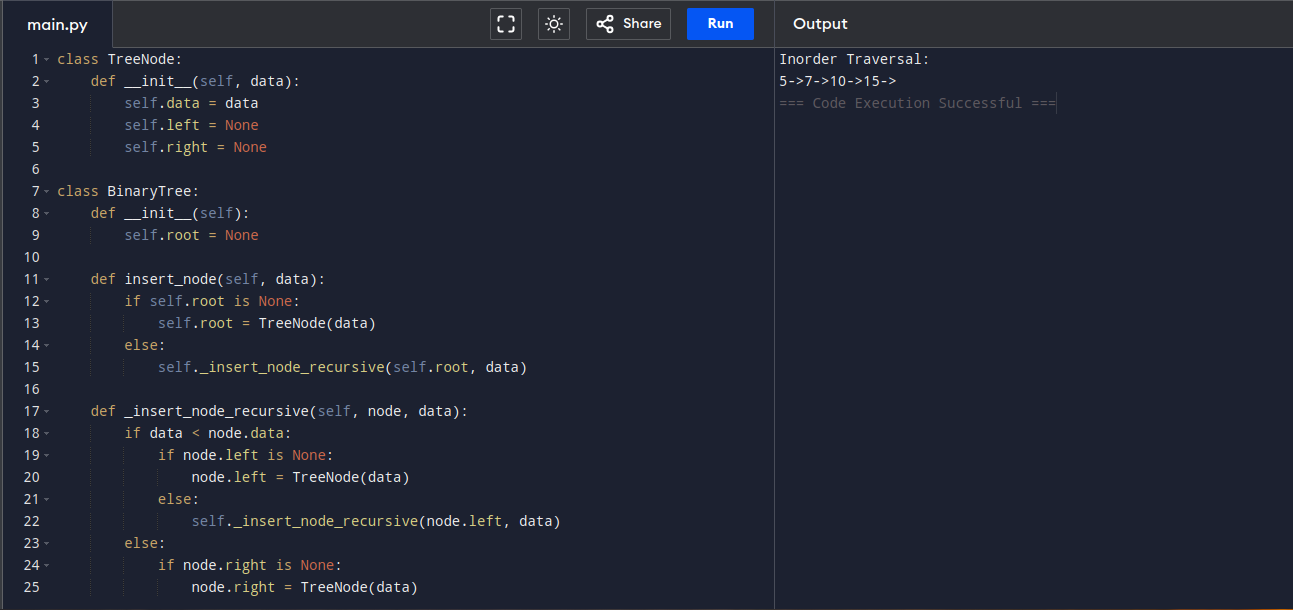 main.py
Share
Run
Output
1 class TreeNode:
2     def __init__(self, data):
3         self.data = data
4         self.left = None
5         self.right = None
6
7 class BinaryTree:
8     def __init__(self):
9         self.root = None
10
11     def insert_node(self, data):
12         if self.root is None:
13             self.root = TreeNode(data)
14         else:
15             self._insert_node_recursive(self.root, data)
16
17     def _insert_node_recursive(self, node, data):
18         if data < node.data:
19             if node.left is None:
20                 node.left = TreeNode(data)
21             else:
22                 self._insert_node_recursive(node.left, data)
23         else:
24             if node.right is None:
25                 node.right = TreeNode(data)
Inorder Traversal:
5->7->10->15->
=== Code Execution Successful ===